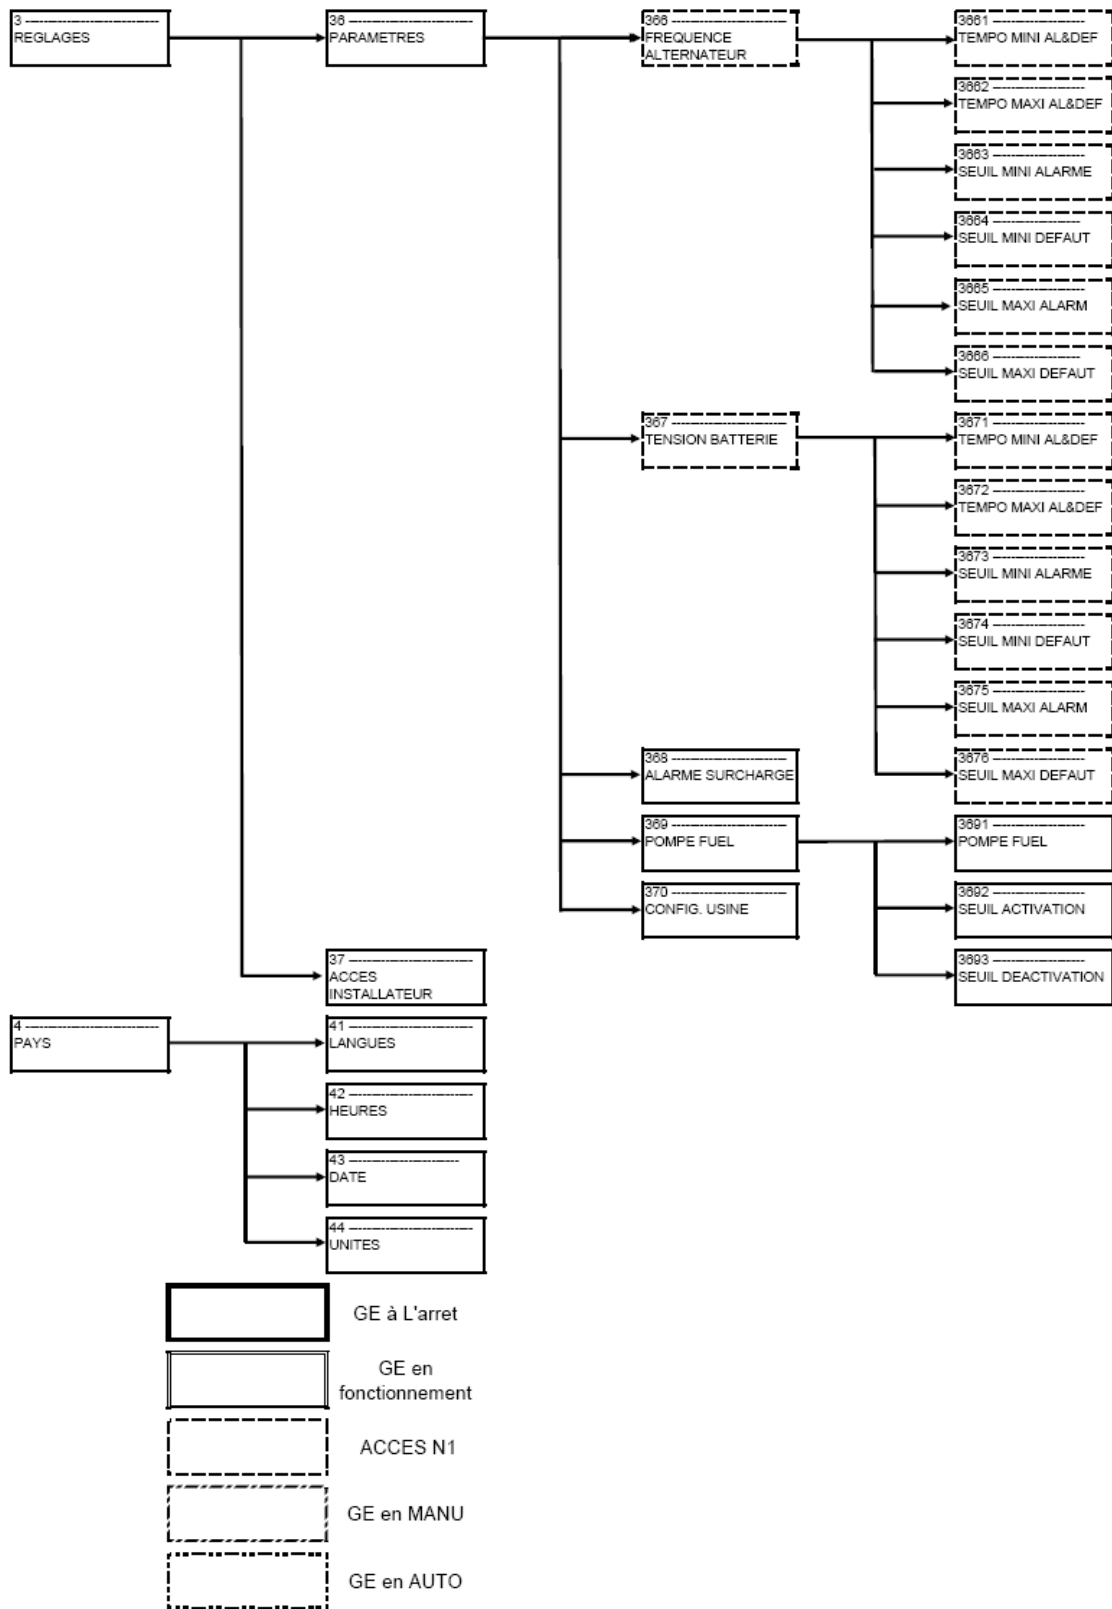 3
REGLAGES
36
PARAMETRES
366
FREQUENCE
ALTERNATEUR
3661
TEMPO MINI AL&DEF
3662
TEMPO MAXI AL&DEF
3663
SEUIL MINI ALARME
3664
SEUIL MINI DEFAUT
3665
SEUIL MAXI ALARM
3666
SEUIL MAXI DEFAUT
367
TENSION BATTERIE
3671
TEMPO MINI AL&DEF
3672
TEMPO MAXI AL&DEF
3673
SEUIL MINI ALARME
3674
SEUIL MINI DEFAUT
3675
SEUIL MAXI ALARM
3676
SEUIL MAXI DEFAUT
368
ALARME SURCHARGE
369
POMPE FUEL
3691
POMPE FUEL
3692
SEUIL ACTIVATION
3693
SEUIL DEACTIVATION
370
CONFIG. USINE
37
ACCES
INSTALLATEUR
4
PAYS
41
LANGUES
42
HEURES
43
DATE
44
UNITES
GE à L'arret
GE en
fonctionnement
ACCES N1
GE en MANU
GE en AUTO